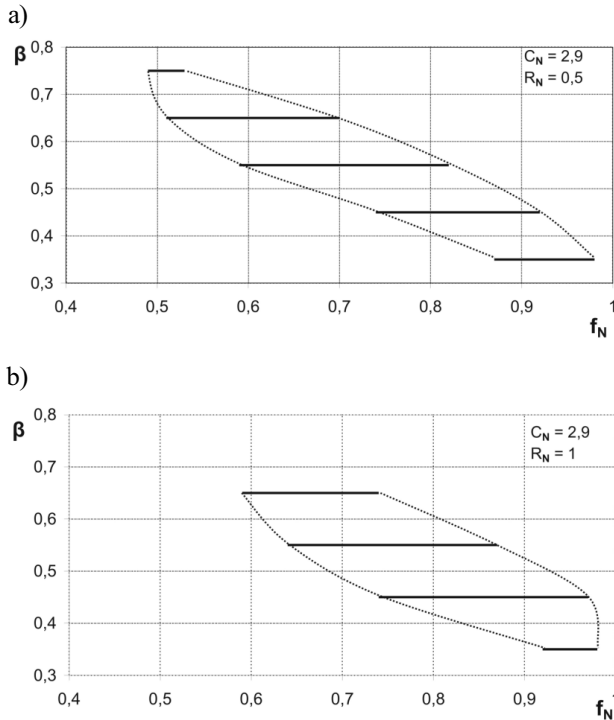 a)
β
0,8
0,7
0,6
0,5
0,4
0,3
C_N = 2,9
R_N = 0,5
0,4 0,5 0,6 0,7 0,8 0,9 1
f_N
b)
β
0,8
0,7
0,6
0,5
0,4
0,3
C_N = 2,9
R_N = 1
0,4 0,5 0,6 0,7 0,8 0,9 1
f_N